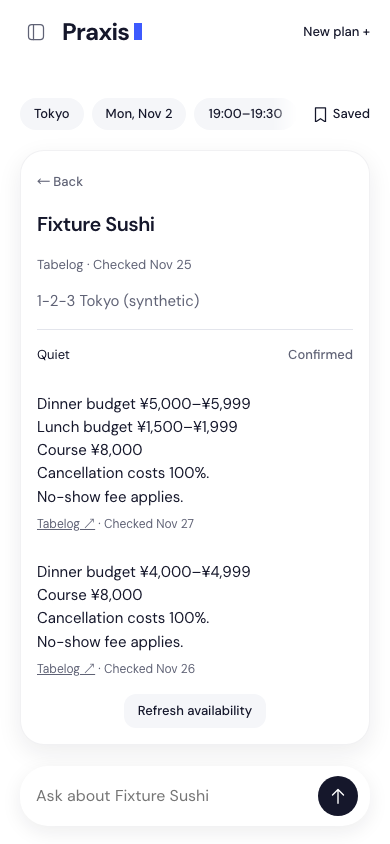 Praxis
New plan +
Tokyo
Mon, Nov 2
19:00–19:30
Saved
← Back
Fixture Sushi
Tabelog · Checked Nov 25
1-2-3 Tokyo (synthetic)
Quiet
Confirmed
Dinner budget ¥5,000–¥5,999
Lunch budget ¥1,500–¥1,999
Course ¥8,000
Cancellation costs 100%.
No-show fee applies.
Tabelog ↗ · Checked Nov 27
Dinner budget ¥4,000–¥4,999
Course ¥8,000
Cancellation costs 100%.
No-show fee applies.
Tabelog ↗ · Checked Nov 26
Refresh availability
Ask about Fixture Sushi